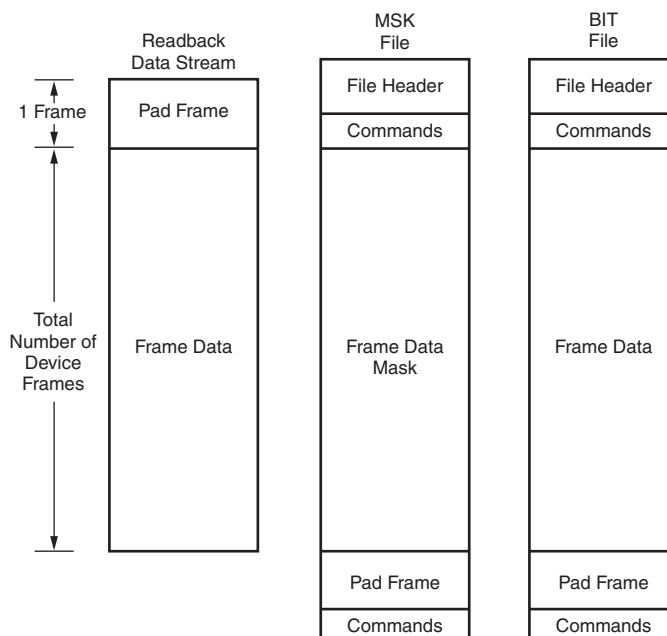 Readback
Data Stream
MSK
File
BIT
File
1 Frame
Pad Frame
File Header
Commands
File Header
Commands
Total
Number of
Device
Frames
Frame Data
Frame Data
Mask
Frame Data
Pad Frame
Commands
Pad Frame
Commands